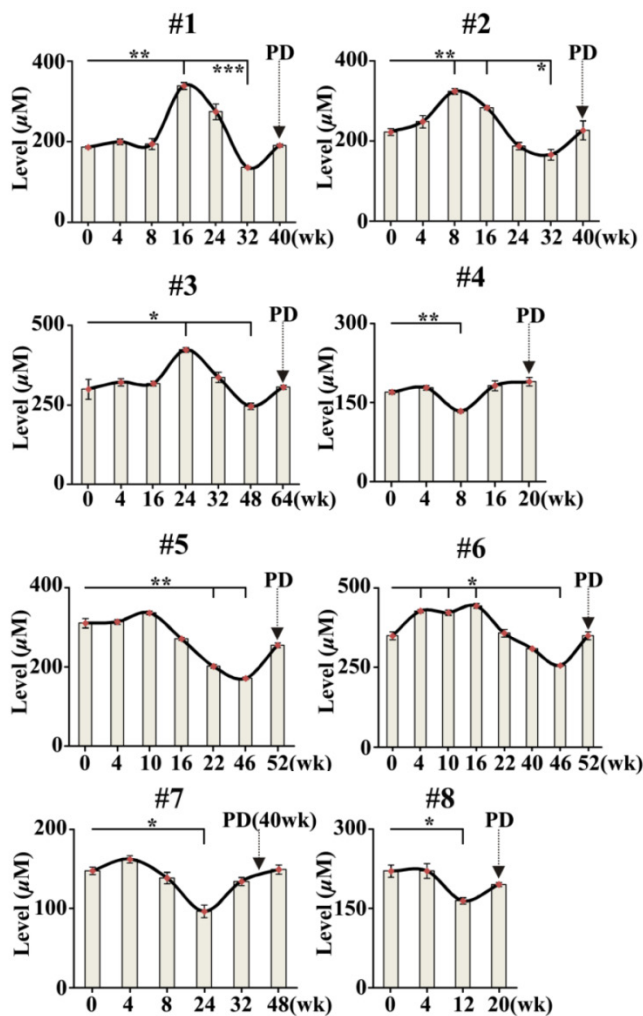 #1
** *** PD
Level (µM)
400
200
0
0 4 8 16 24 32 40(wk)
#2
** * PD
Level (µM)
400
200
0
0 4 8 16 24 32 40(wk)
#3
* PD
Level (µM)
500
250
0
0 4 16 24 32 48 64(wk)
#4
** PD
Level (µM)
300
150
0
0 4 8 16 20(wk)
#5
** PD
Level (µM)
400
200
0
0 4 10 16 22 46 52(wk)
#6
* PD
Level (µM)
500
250
0
0 4 10 16 22 40 46 52(wk)
#7
* PD(40wk)
Level (µM)
200
100
0
0 4 8 24 32 48(wk)
#8
* PD
Level (µM)
300
150
0
0 4 12 20(wk)